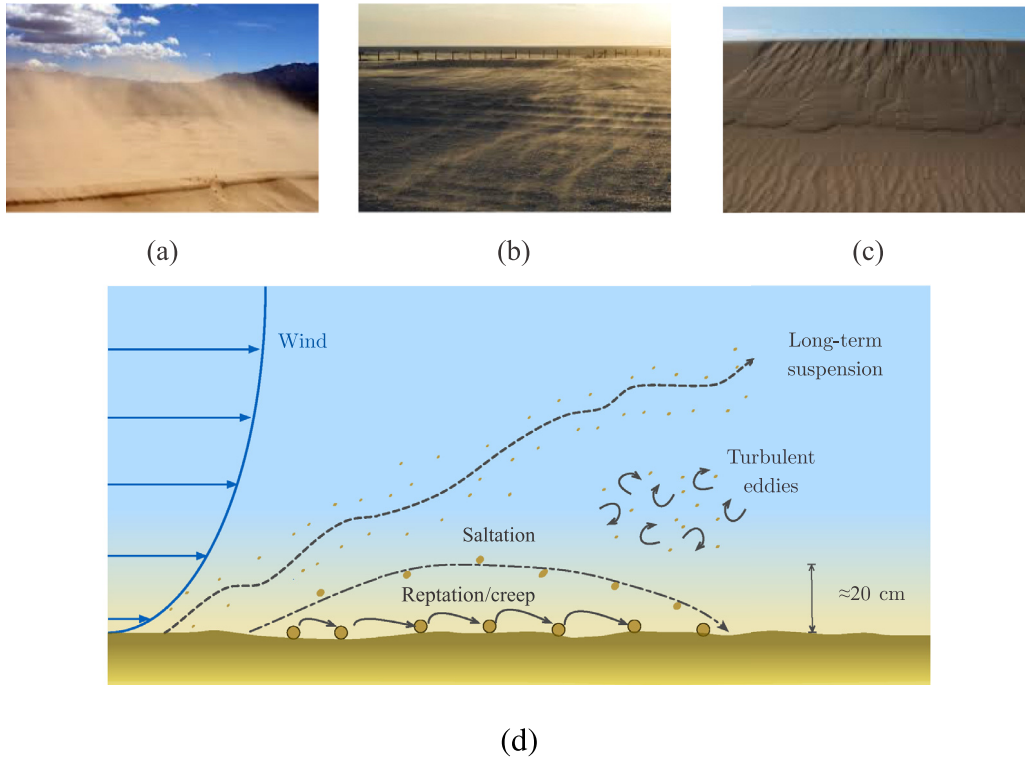 (a)
(b)
(c)
Wind
Long-term
suspension
Turbulent
eddies
Saltation
Reptation/creep
≈20 cm
(d)